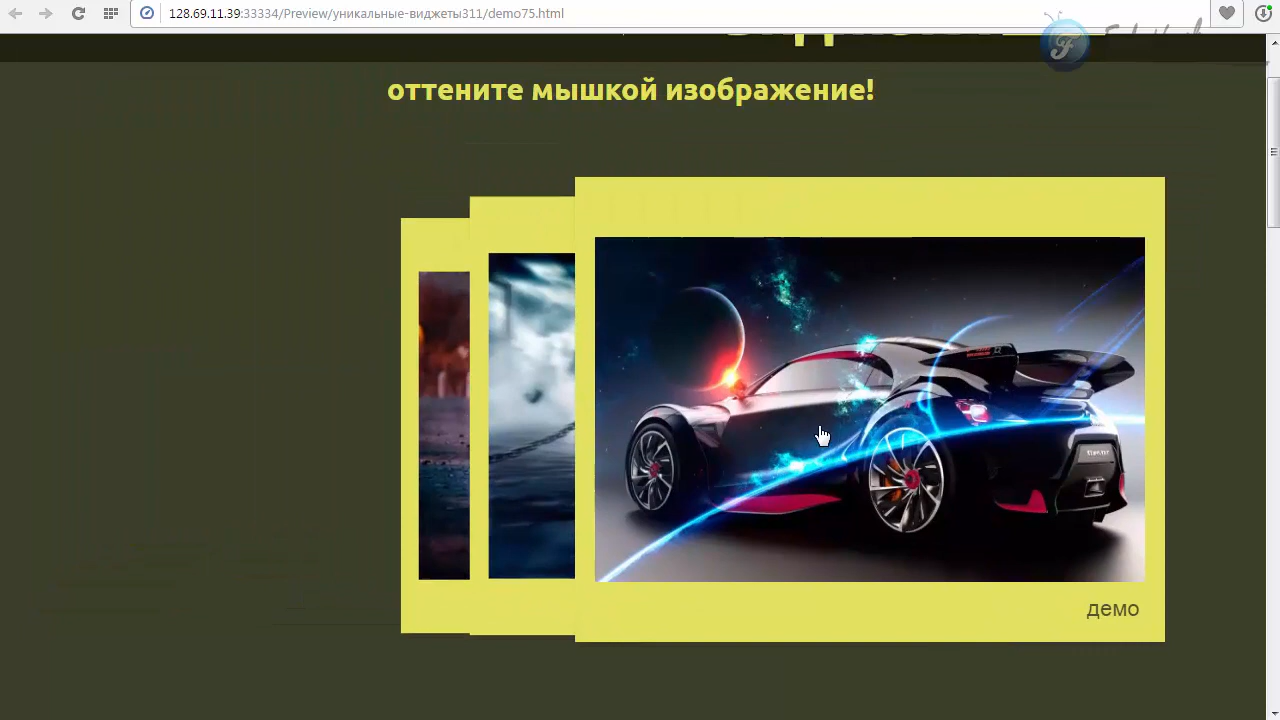 128.69.11.39:33334/Preview/уникальные-виджеты311/demo75.html
оттените мышкой изображение!
демо